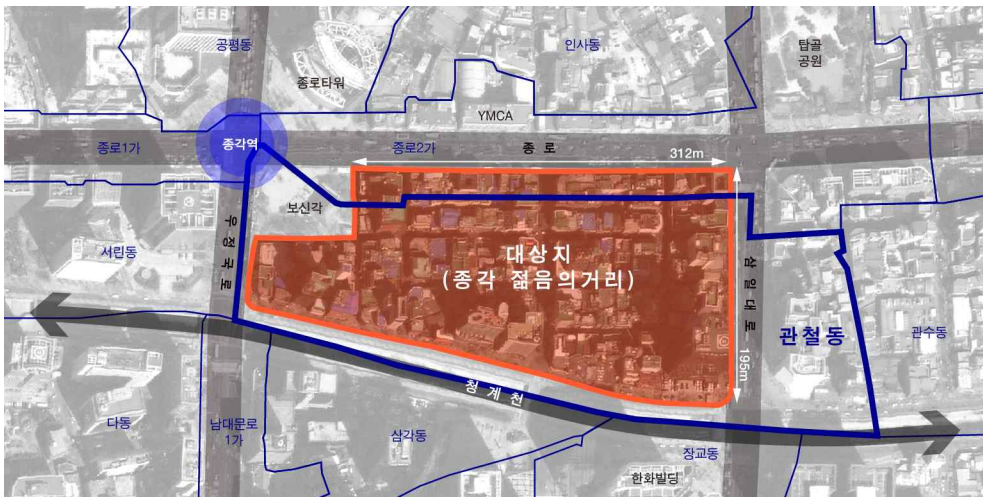 공평동
인사동
탑골
공원
종로타워
YMCA
종로1가
종각역
종로2가
종 로
312m
보신각
서린동
우정국로
대상지
(종각 젊음의거리)
삼일대로
관철동
관수동
195m
청계천
다동
남대문로
1가
삼각동
장교동
한화빌딩